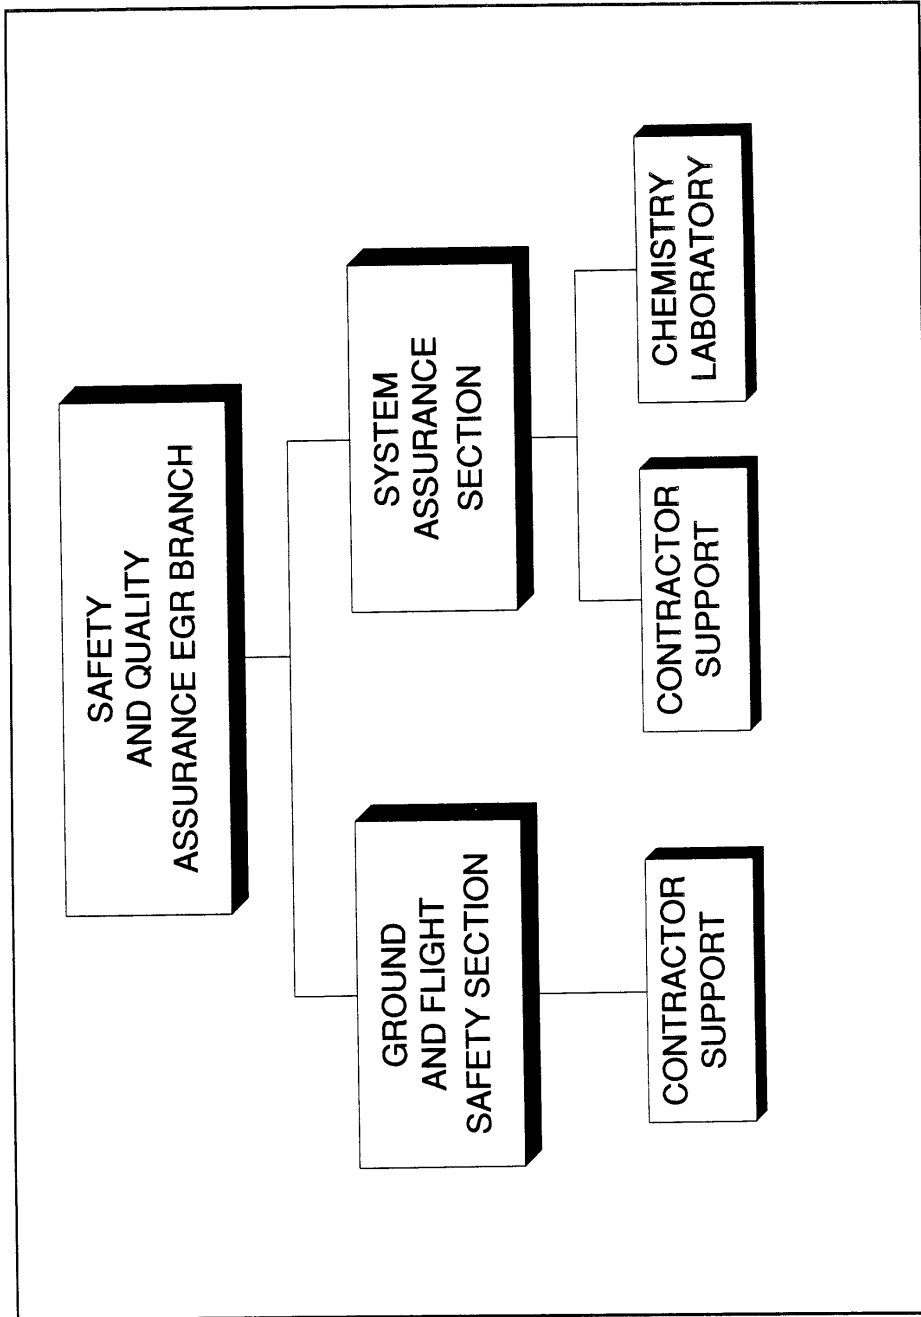 SAFETY
AND QUALITY
ASSURANCE EGR BRANCH
GROUND
AND FLIGHT
SAFETY SECTION
SYSTEM
ASSURANCE
SECTION
CONTRACTOR
SUPPORT
CONTRACTOR
SUPPORT
CHEMISTRY
LABORATORY